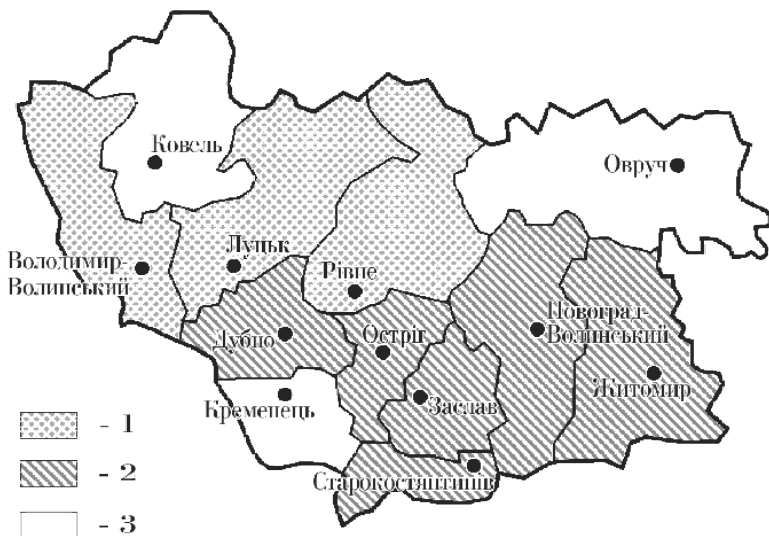 Ковель
Овруч
Володимир-
Волинський
Луцьк
Рівне
Новоград-
Волинський
Дубно
Остріг
Житомир
Кременець
Заслав
Старокостянтинів
- 1
- 2
- 3